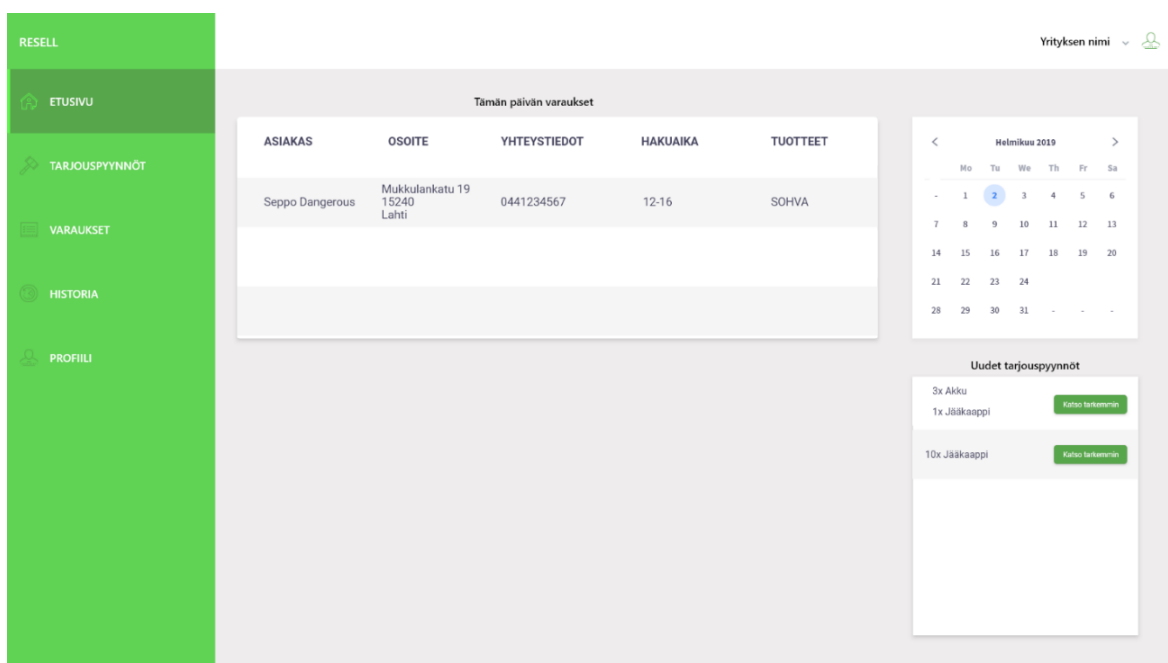 RESELL
Yrityksen nimi
ETUSIVU
TARJOUSPYYNNÖT
VARAUKSET
HISTORIA
PROFIILI
Tämän päivän varaukset
ASIAKAS OSOITE YHTEYSTIEDOT HAKUAIKA TUOTTEET
Seppo Dangerous Mukkulankatu 19 0441234567 12-16 SOHVA
15240
Lahti
< Helmikuu 2019 >
Mo Tu We Th Fr Sa
- 1 2 3 4 5 6
7 8 9 10 11 12 13
14 15 16 17 18 19 20
21 22 23 24
28 29 30 31 - - -
Uudet tarjouspyynnöt
3x Akku
1x Jääkaappi
Katso tarkemmin
10x Jääkaappi Katso tarkemmin